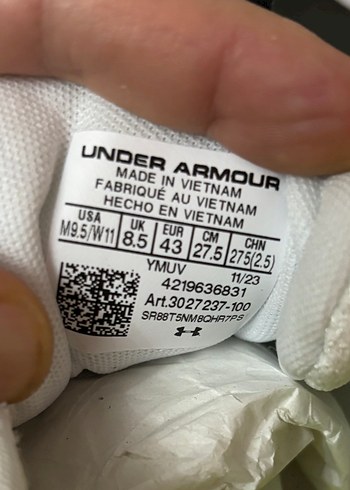 UNDER ARMOUR
MADE IN VIETNAM
FABRIQUÉ AU VIETNAM
HECHO EN VIETNAM
USA UK EUR CM CHN
M9.5/W11 8.5 43 27.5 275(2.5)
YMUV 11/23
4219636831
Art.3027237-100
SR88T5NM8QHR7PS